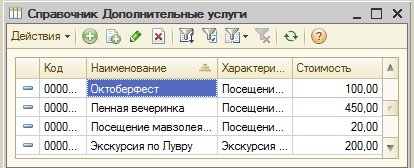 Справочник Дополнительные услуги
Действия
Код Наименование Характери... Стоимость
0000... Октоберфест Посещени... 100,00
0000... Пенная вечеринка Посещени... 450,00
0000... Посещение мавзолея... Посещени... 20,00
0000... Экскурсия по Лувру Экскурсия ... 200,00